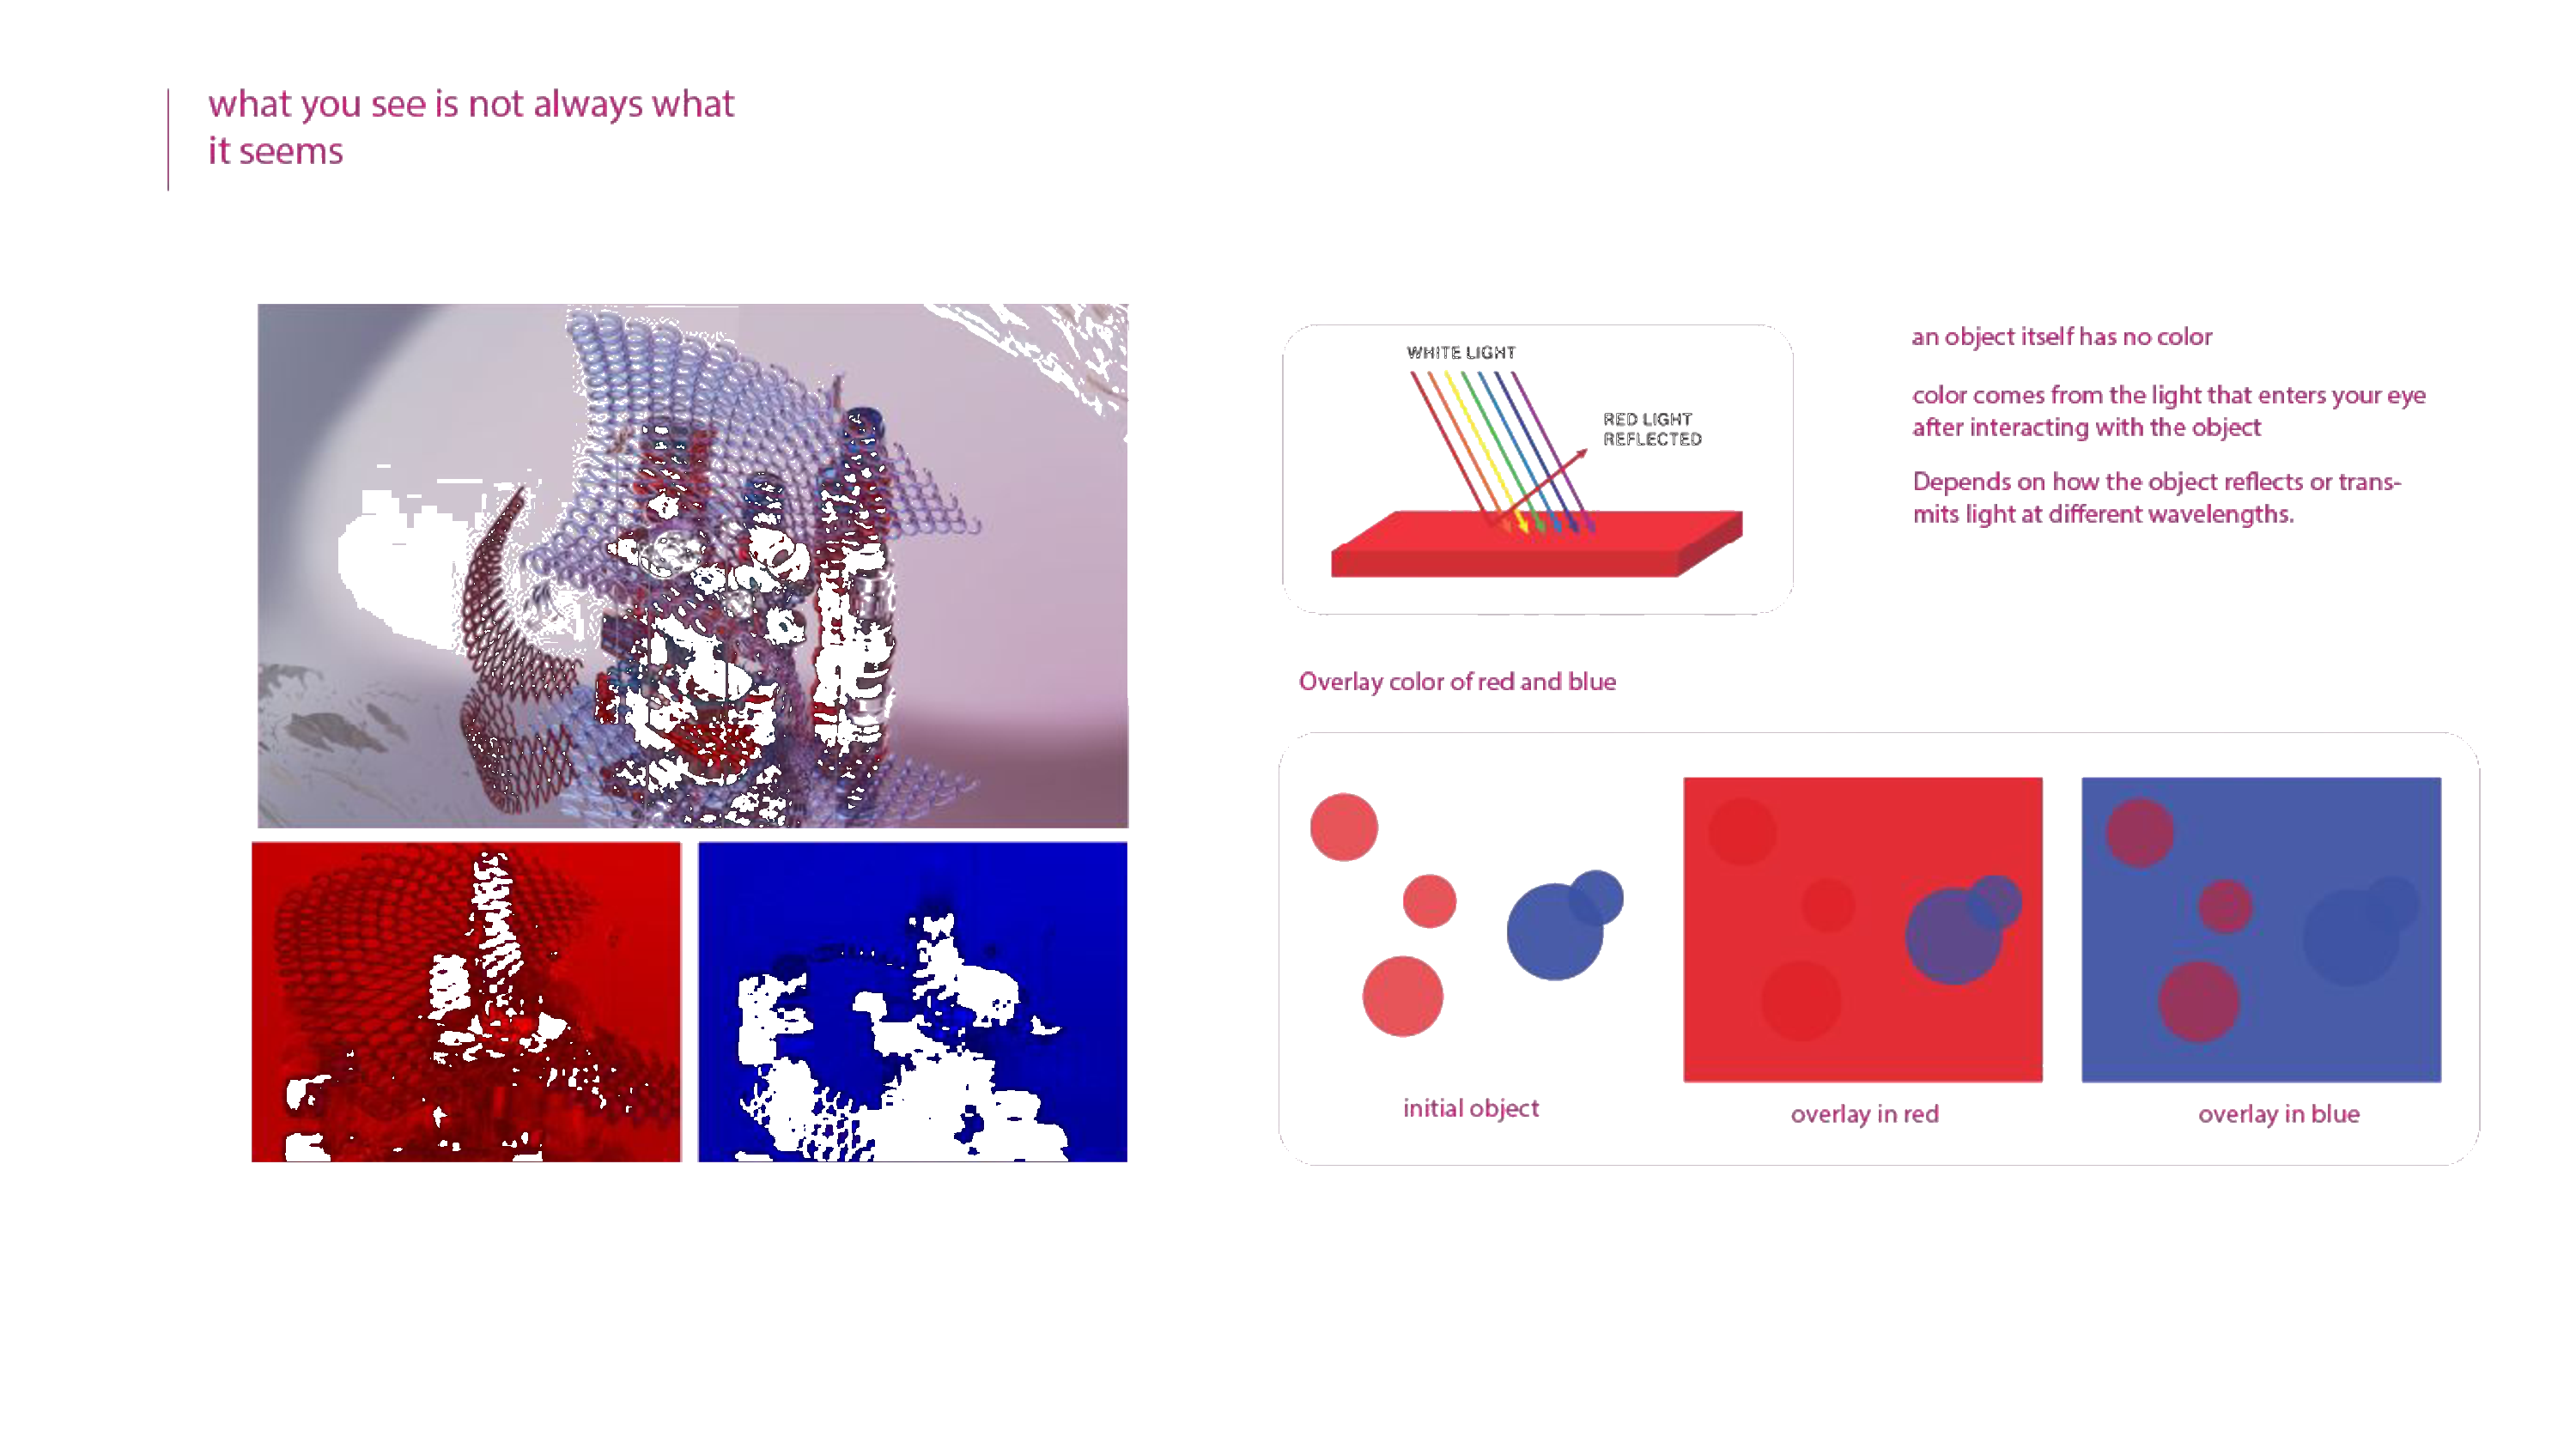 what you see is not always what
it seems
WHITE LIGHT
RED LIGHT
REFLECTED
an object itself has no color
color comes from the light that enters your eye
after interacting with the object
Depends on how the object reflects or trans-
mits light at different wavelengths.
Overlay color of red and blue
initial object
overlay in red
overlay in blue